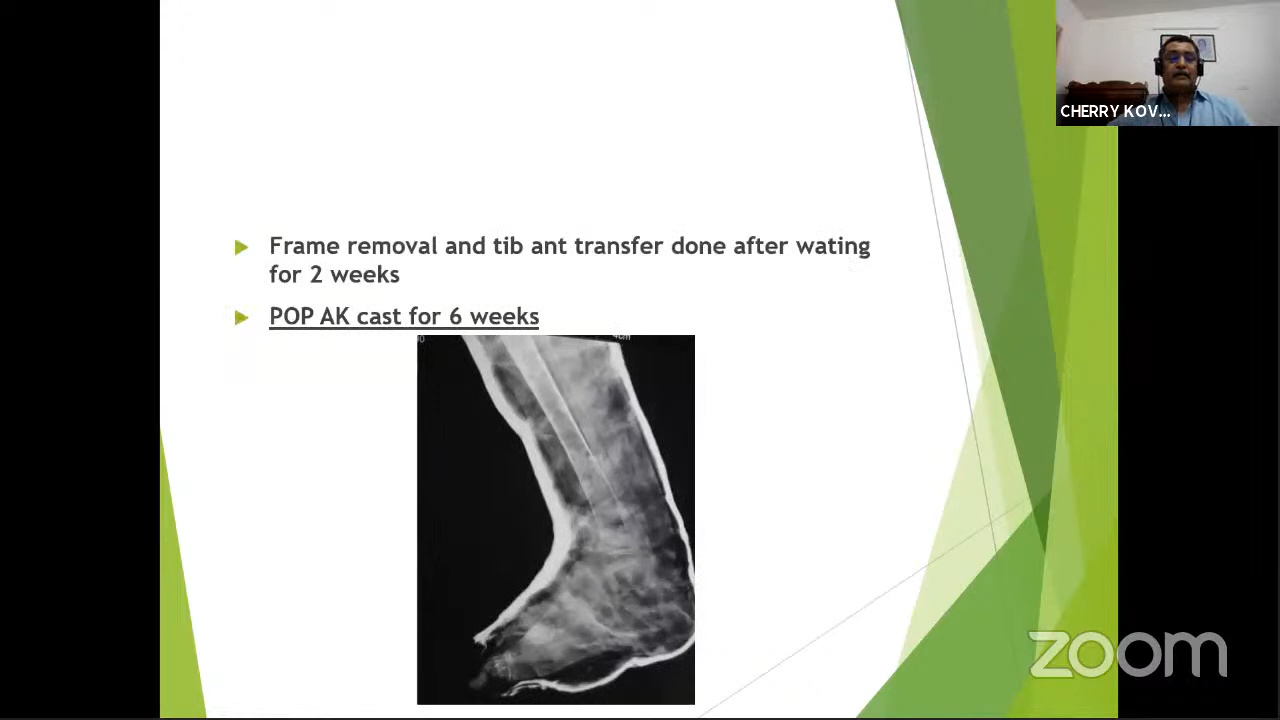 CHERRY KOV...
Frame removal and tib ant transfer done after wating
for 2 weeks
POP AK cast for 6 weeks
zoom